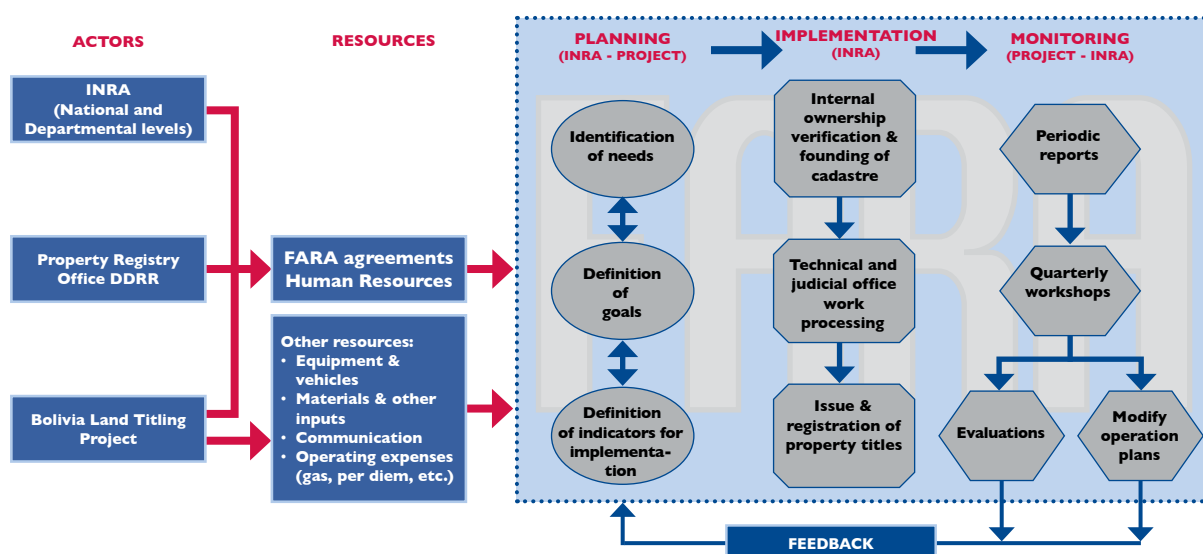 ACTORS
INRA
(National and
Departmental levels)
Property Registry
Office DDRR
Bolivia Land Titling
Project
RESOURCES
FARA agreements
Human Resources
Other resources:
• Equipment &
vehicles
• Materials & other
inputs
• Communication
• Operating expenses
(gas, per diem, etc.)
PLANNING
(INRA - PROJECT)
Identification
of needs
Definition
of
goals
Definition
of indicators for
implementa-
tion
IMPLEMENTATION
(INRA)
Internal
ownership
verification &
founding of
cadastre
Technical and
judicial office
work
processing
Issue &
registration of
property titles
MONITORING
(PROJECT - INRA)
Periodic
reports
Quarterly
workshops
Evaluations
Modify
operation
plans
FARA
FEEDBACK